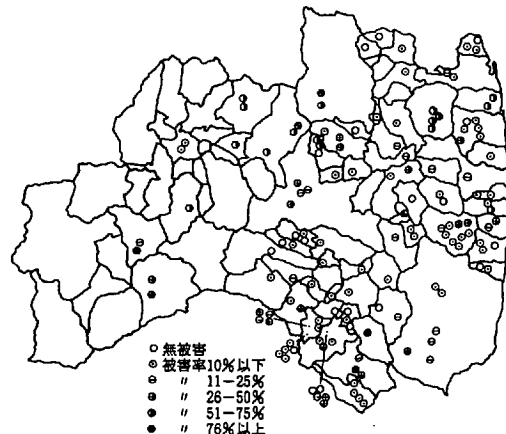 ○ 無被害
⊙ 被害率10%以下
⊖ 〃 11−25%
◑ 〃 26−50%
◕ 〃 51−75%
● 〃 76%以上